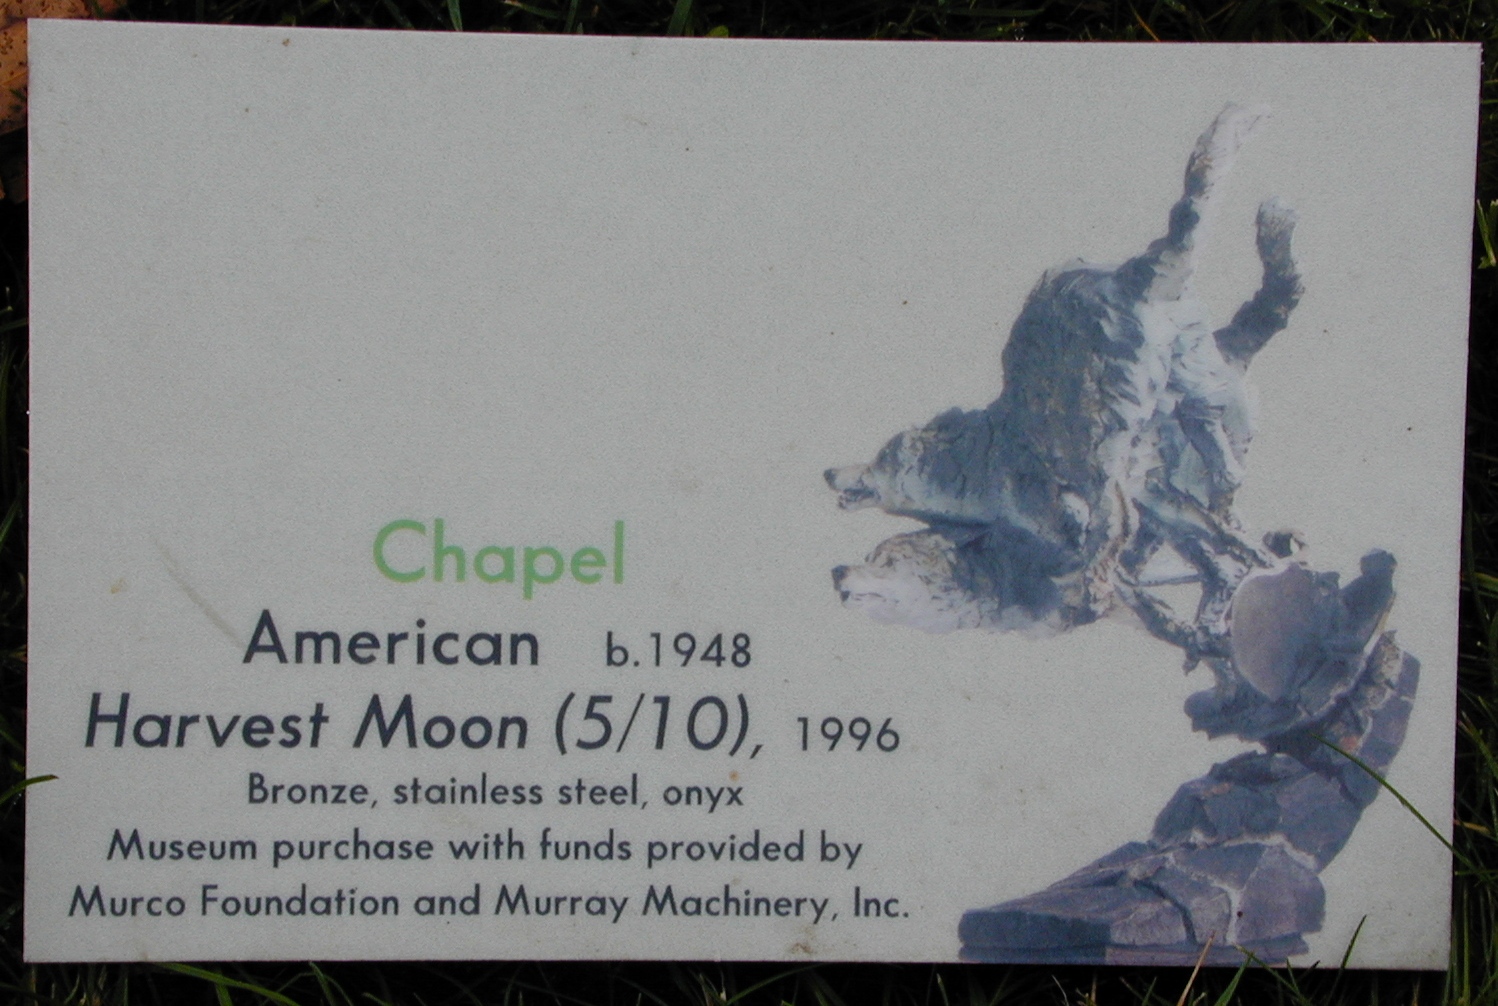 Chapel
American b.1948
Harvest Moon (5/10), 1996
Bronze, stainless steel, onyx
Museum purchase with funds provided by
Murco Foundation and Murray Machinery, Inc.